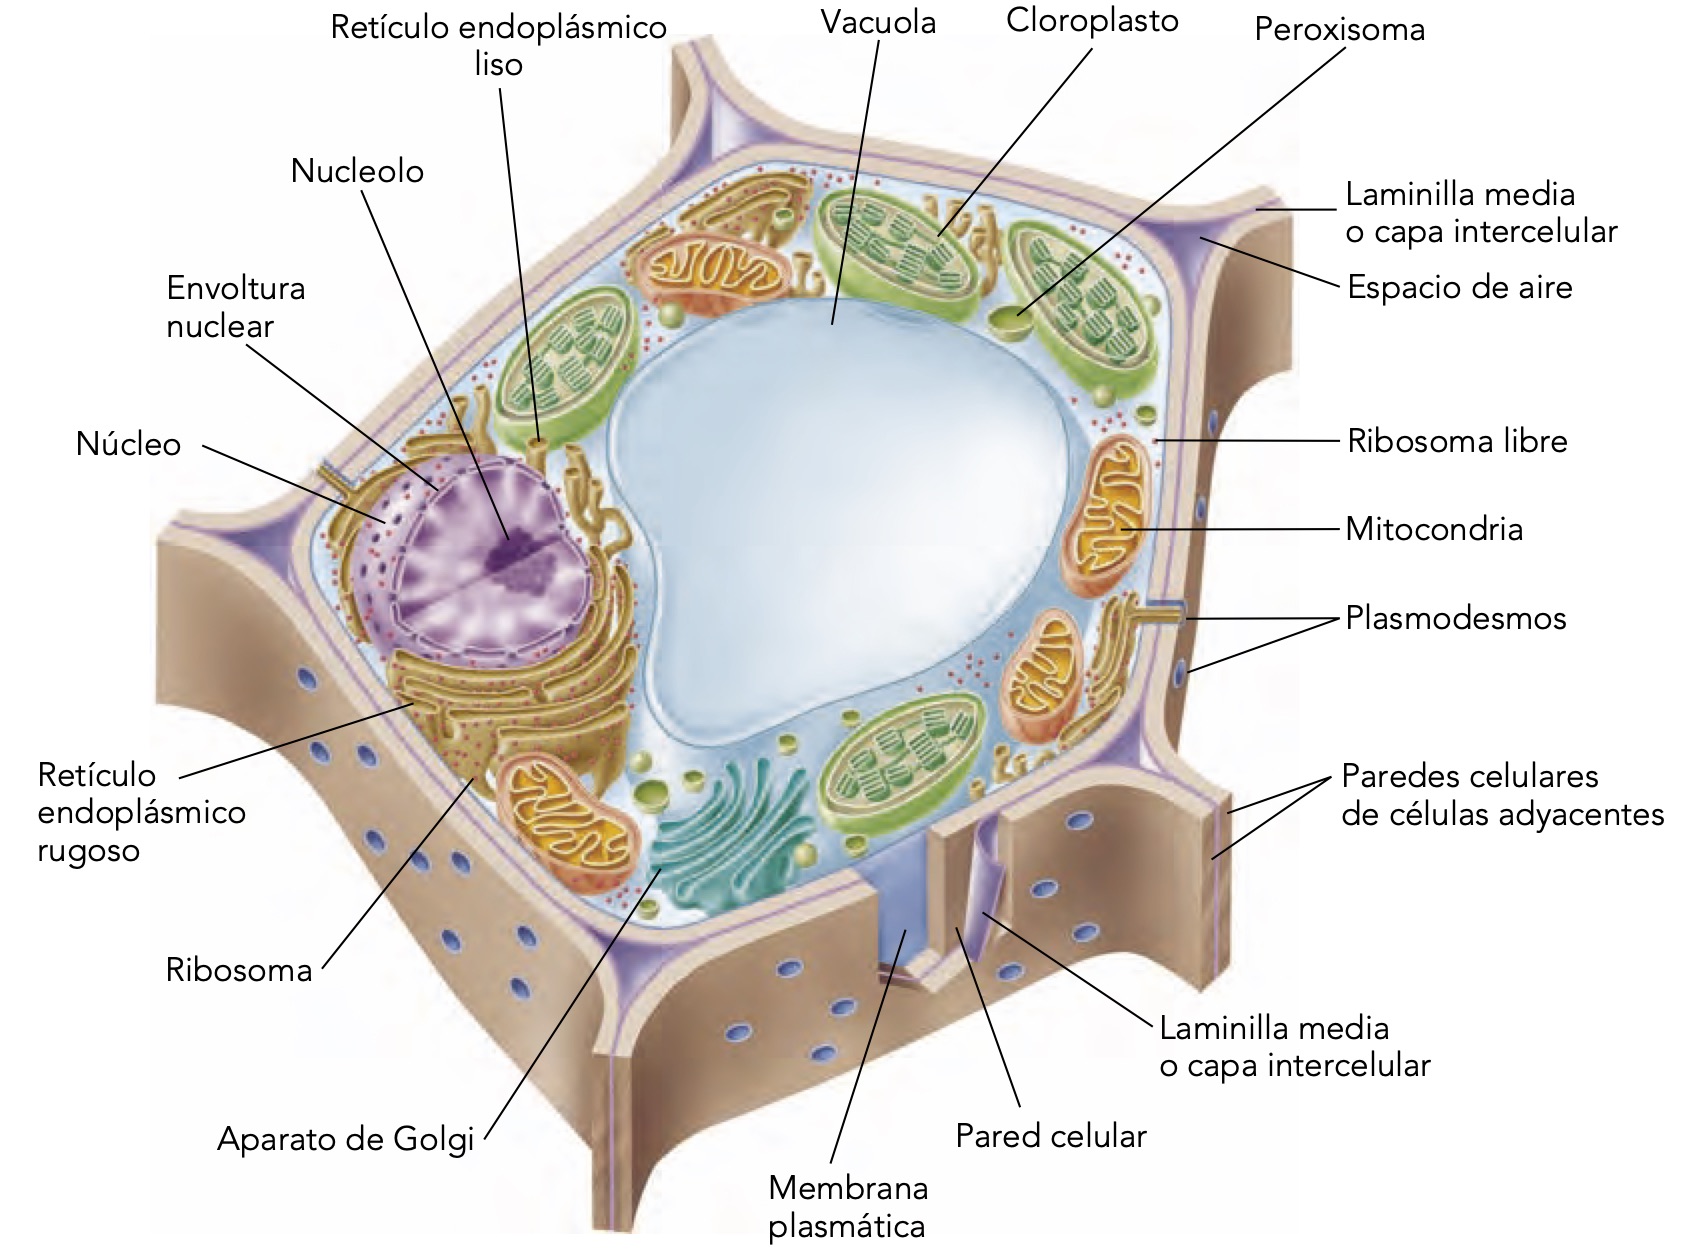 Retículo endoplásmico
liso
Vacuola
Cloroplasto
Peroxisoma
Nucleolo
Laminilla media
o capa intercelular
Espacio de aire
Envoltura
nuclear
Núcleo
Ribosoma libre
Mitocondria
Plasmodesmos
Retículo
endoplásmico
rugoso
Paredes celulares
de células adyacentes
Ribosoma
Laminilla media
o capa intercelular
Aparato de Golgi
Pared celular
Membrana
plasmática